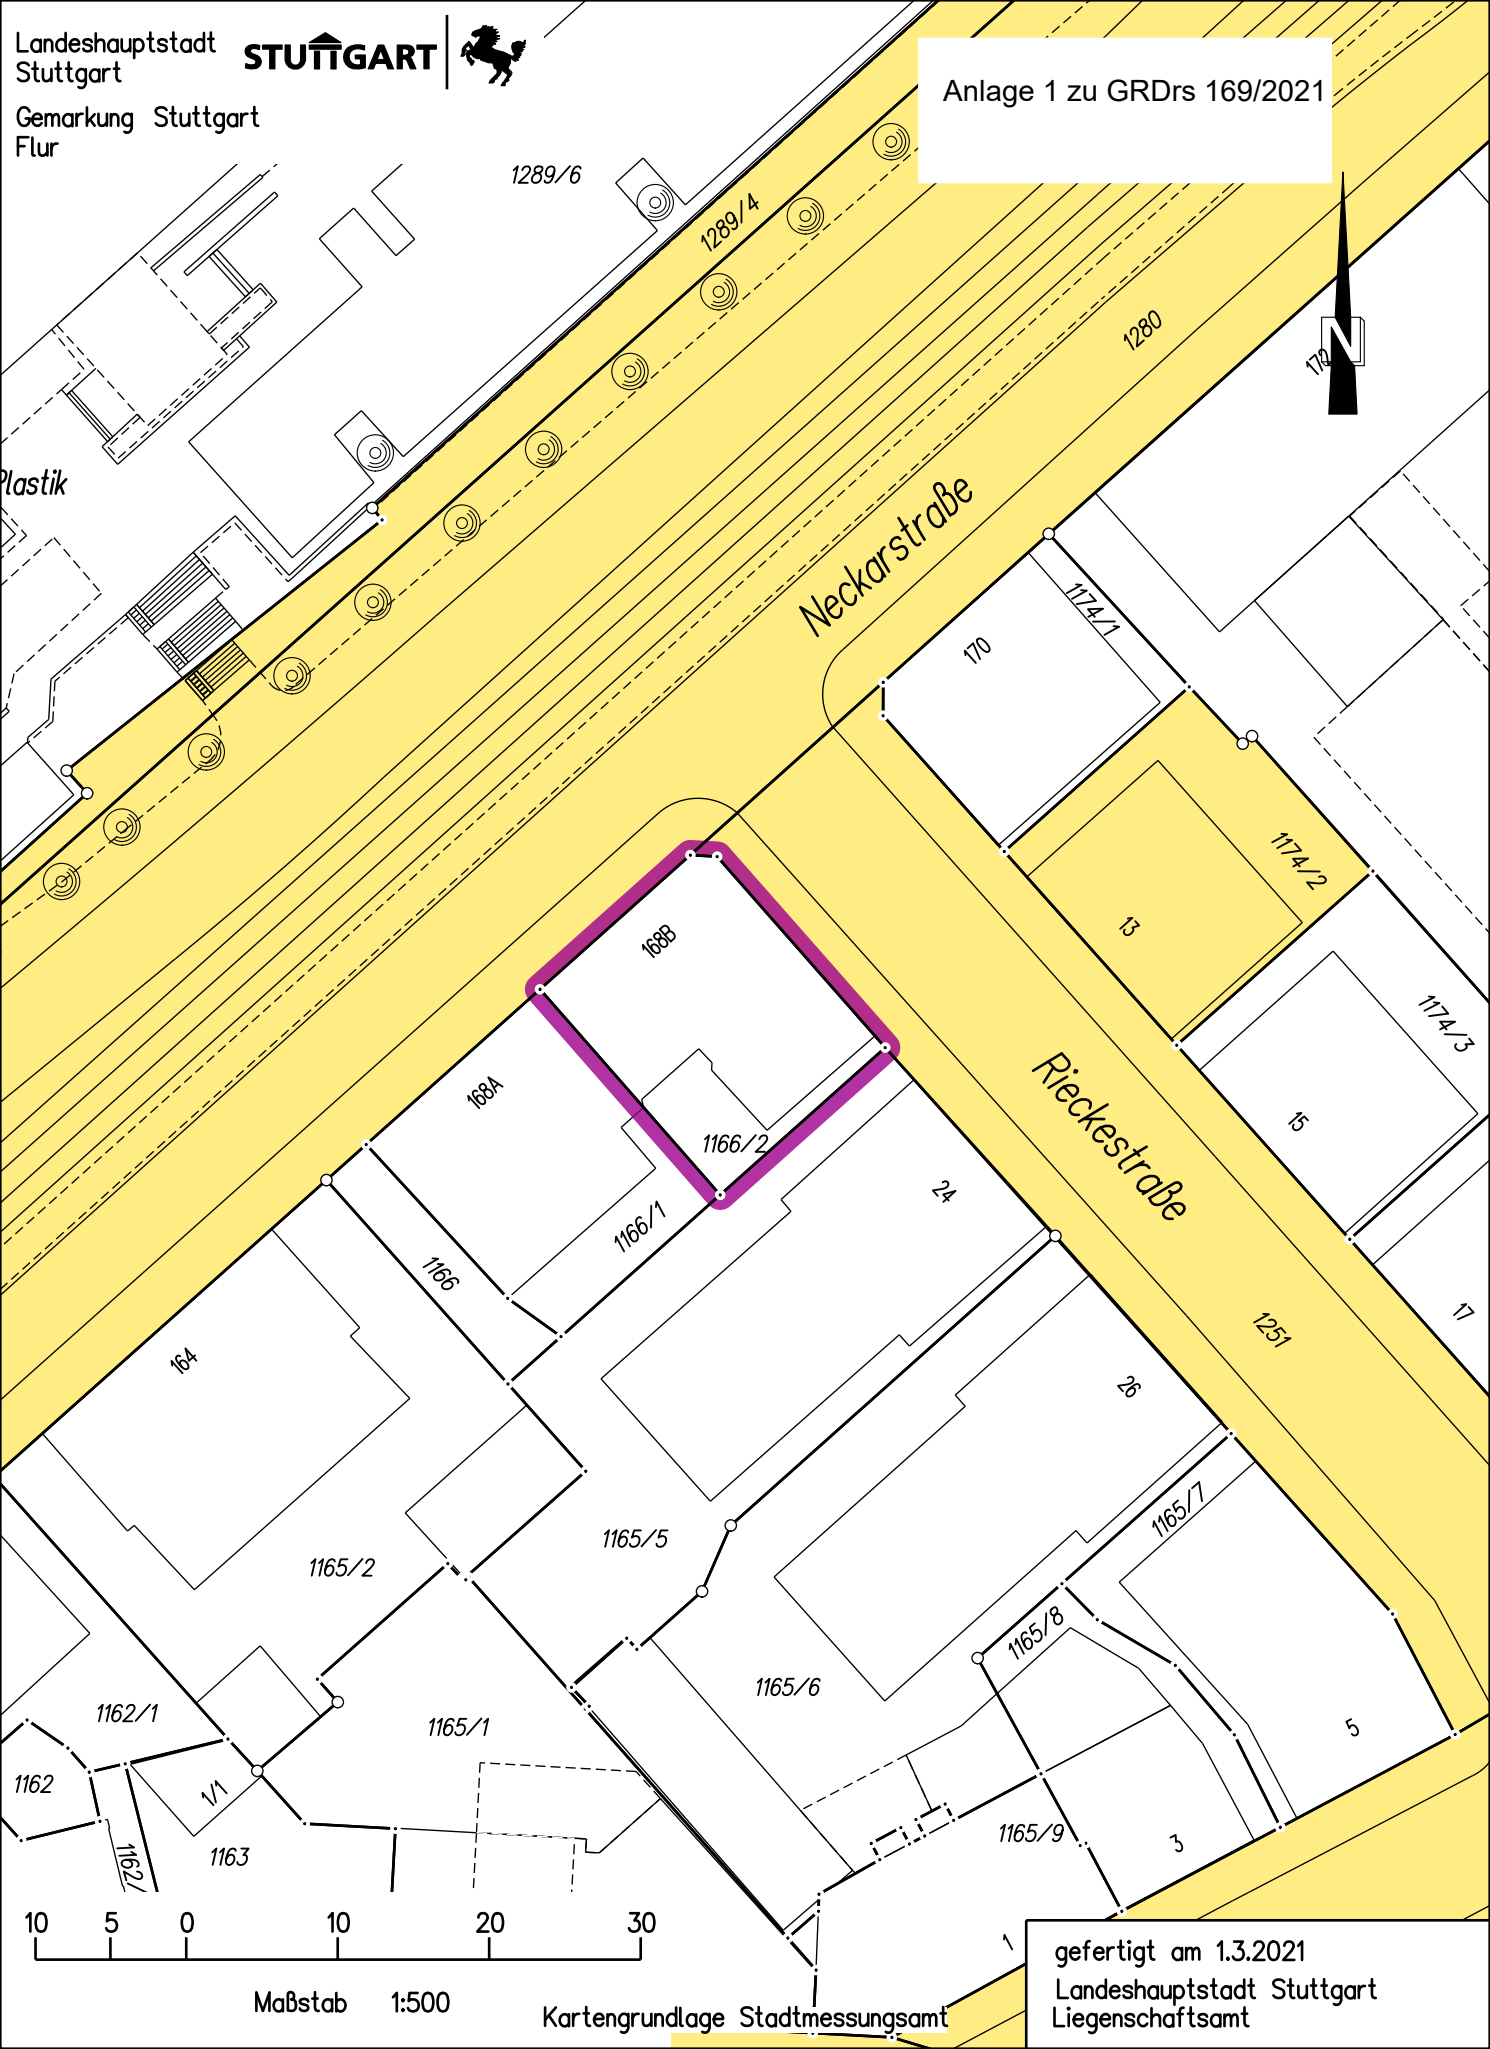 Landeshauptstadt
Stuttgart
STUTTGART
Gemarkung Stuttgart
Flur
Anlage 1 zu GRDrs 169/2021
1289/6
1289/4
1280
N
172
Plastik
Neckarstraße
1174/1
170
1174/2
13
168B
1174/3
168A
Rieckestraße
15
1166/2
24
1166/1
1166
1251
17
164
26
1165/7
1165/5
1165/2
1165/8
1165/6
1162/1
1165/1
5
1162
1/1
1165/9
3
1163
1162/
1
10 5 0 10 20 30
Maßstab 1:500
Kartengrundlage Stadtmessungsamt
gefertigt am 1.3.2021
Landeshauptstadt Stuttgart
Liegenschaftsamt